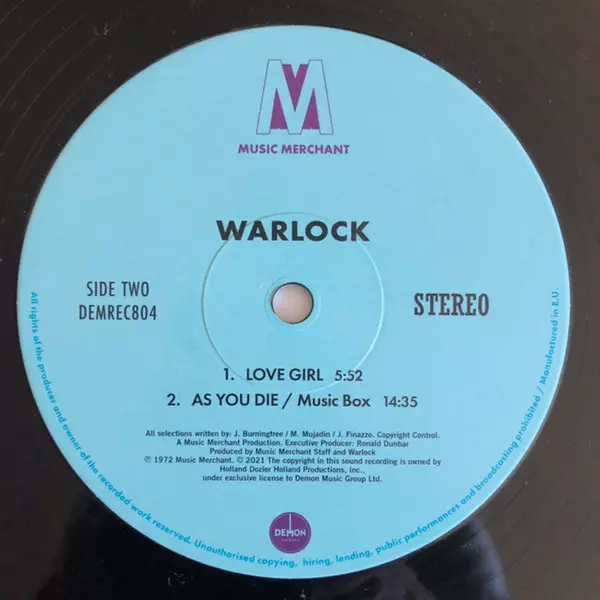 M
MUSIC MERCHANT
WARLOCK
SIDE TWO
DEMREC804
STEREO
1. LOVE GIRL 5:52
2. AS YOU DIE / Music Box 14:35
All selections written by: J. Burningtree / M. Mujadin / J. Finazzo. Copyright Control.
A Music Merchant Production. Executive Producer: Ronald Dunbar
Produced by Music Merchant Staff and Warlock
℗ 1972 Music Merchant. © 2021 The copyright in this sound recording is owned by
Holland Dozier Holland Productions, Inc.,
under exclusive license to Demon Music Group Ltd.
DEMON
All rights of the producer and owner of the recorded work reserved. Unauthorised copying, hiring, lending, public performances and broadcasting prohibited / Manufactured in E.U.